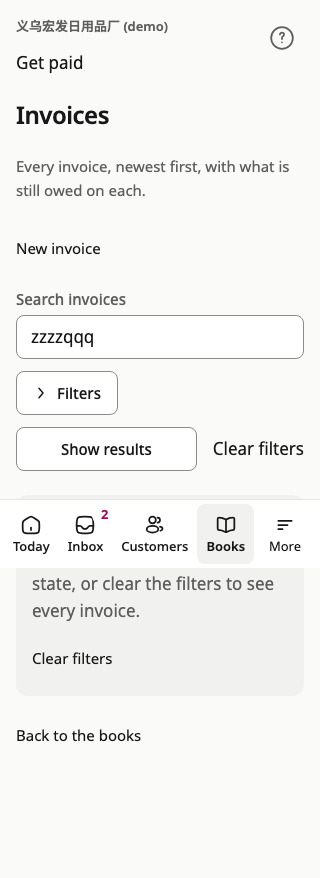 义乌宏发日用品厂 (demo)
Get paid
Invoices
Every invoice, newest first, with what is
still owed on each.
New invoice
Search invoices
zzzzqqq
Filters
Show results
Clear filters
2
Today
Inbox
Customers
Books
More
state, or clear the filters to see
every invoice.
Clear filters
Back to the books